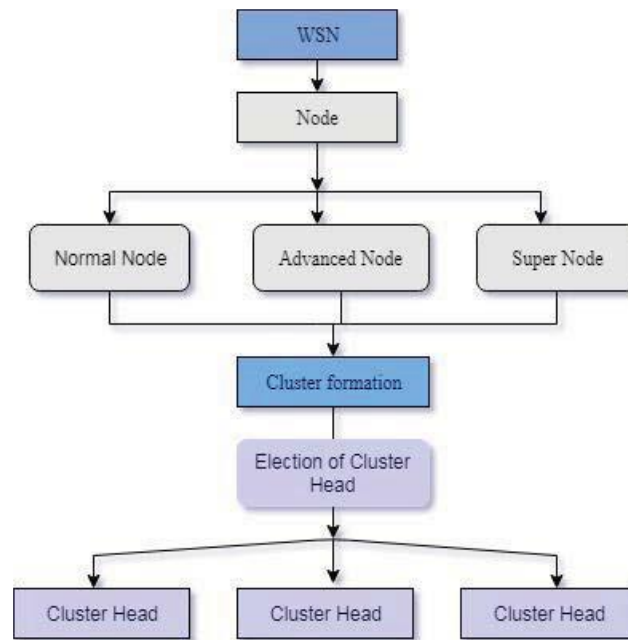 WSN
Node
Normal Node
Advanced Node
Super Node
Cluster formation
Election of Cluster
Head
Cluster Head
Cluster Head
Cluster Head